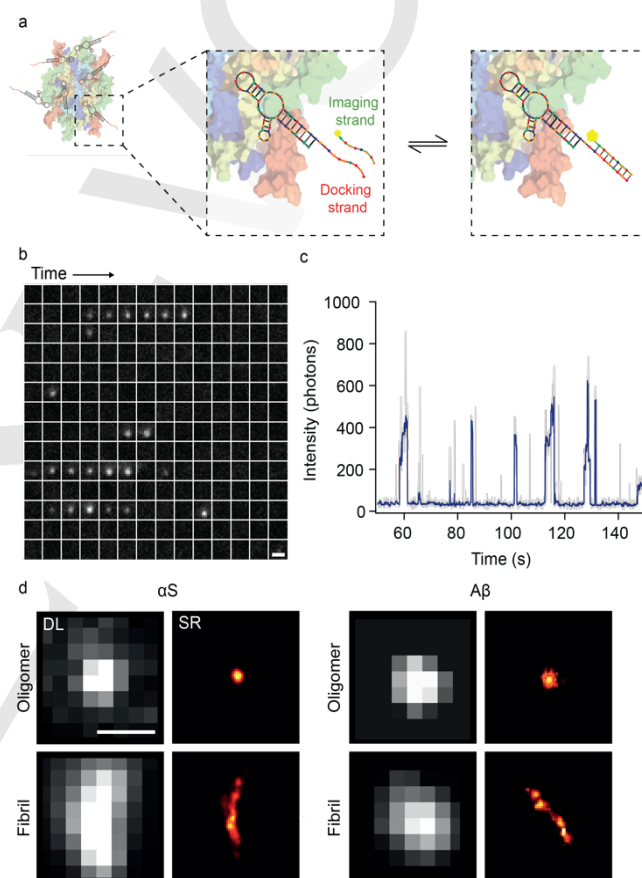 a
Imaging
strand
Docking
strand
b
Time
c
1000
800
600
400
200
0
Intensity (photons)
60
80
100
120
140
Time (s)
d
αS
Aβ
DL
SR
Oligomer
Oligomer
Fibril
Fibril